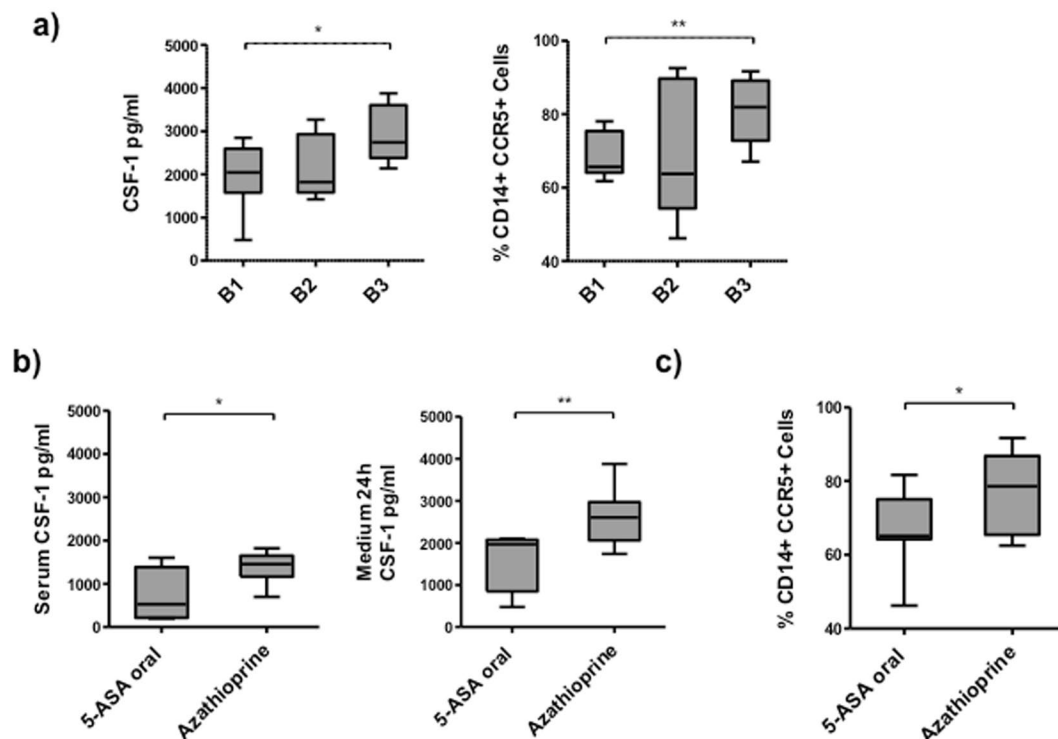 a)
CSF-1 pg/ml
5000
4000
3000
2000
1000
0
*
B1
B2
B3
% CD14+ CCR5+ Cells
100
80
60
40
**
B1
B2
B3
b)
Serum CSF-1 pg/ml
5000
4000
3000
2000
1000
0
*
5-ASA oral
Azathioprine
Medium 24h
CSF-1 pg/ml
5000
4000
3000
2000
1000
0
**
5-ASA oral
Azathioprine
c)
% CD14+ CCR5+ Cells
100
80
60
40
*
5-ASA oral
Azathioprine